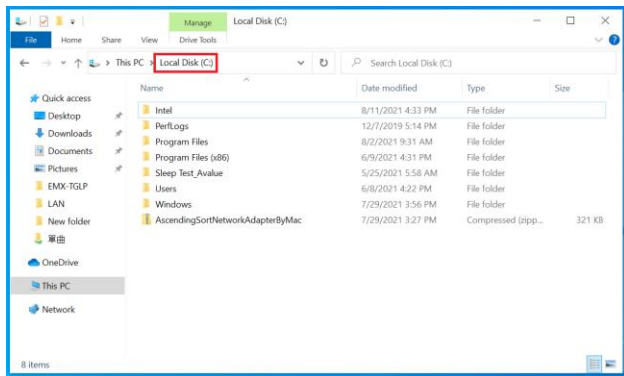 Manage Local Disk (C:)
File Home Share View Drive Tools
This PC Local Disk (C:) Search Local Disk (C:)
Name Date modified Type Size
Quick access
Desktop
Downloads
Documents
Pictures
EMX-TGLP
LAN
New folder
單曲
OneDrive
This PC
Network
Intel 8/11/2021 4:33 PM File folder
PerfLogs 12/7/2019 5:14 PM File folder
Program Files 8/2/2021 9:31 AM File folder
Program Files (x86) 6/9/2021 4:31 PM File folder
Sleep Test_Avalue 5/25/2021 5:58 AM File folder
Users 6/8/2021 4:22 PM File folder
Windows 7/29/2021 3:56 PM File folder
AscendingSortNetworkAdapterByMac 7/29/2021 3:27 PM Compressed (zipp... 321 KB
8 items